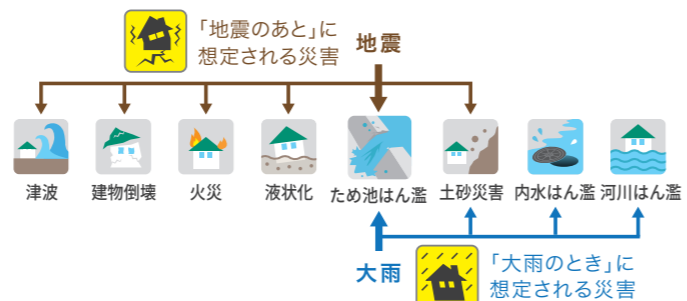 「地震のあと」に
想定される災害
地震
津波
建物倒壊
火災
液状化
ため池はん濫
土砂災害
内水はん濫
河川はん濫
大雨
「大雨のとき」に
想定される災害